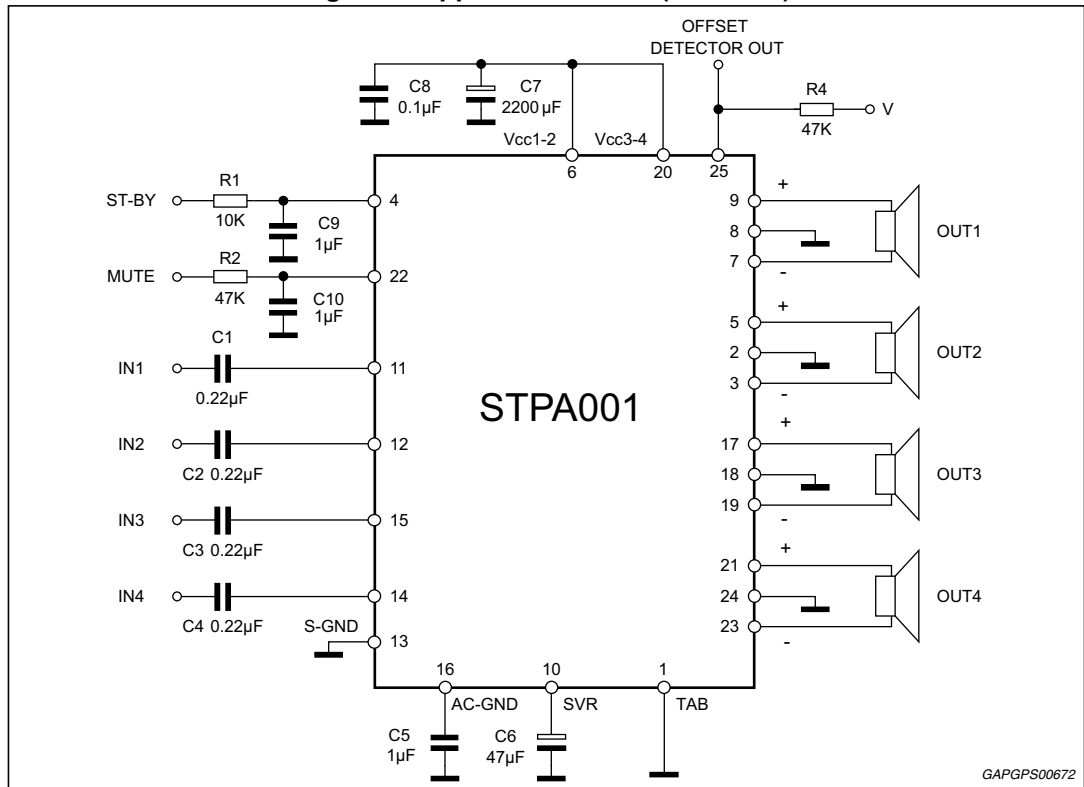 OFFSET
DETECTOR OUT
C8
0.1µF
C7
2200 µF
R4
47K
V
Vcc1-2
Vcc3-4
6
20
25
ST-BY
R1
10K
4
C9
1µF
MUTE
R2
47K
22
C10
1µF
IN1
C1
0.22µF
11
IN2
C2 0.22µF
12
IN3
C3 0.22µF
15
IN4
C4 0.22µF
14
S-GND
13
STPA001
9
+
8
7
-
OUT1
5
+
2
3
-
OUT2
17
+
18
19
-
OUT3
21
+
24
23
-
OUT4
16
AC-GND
10
SVR
1
TAB
C5
1µF
C6
47µF
GAPGPS00672